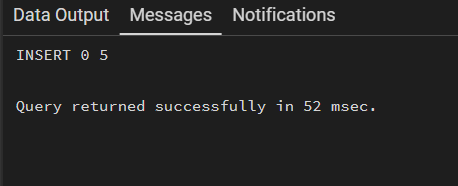 Data Output Messages Notifications
INSERT 0 5
Query returned successfully in 52 msec.